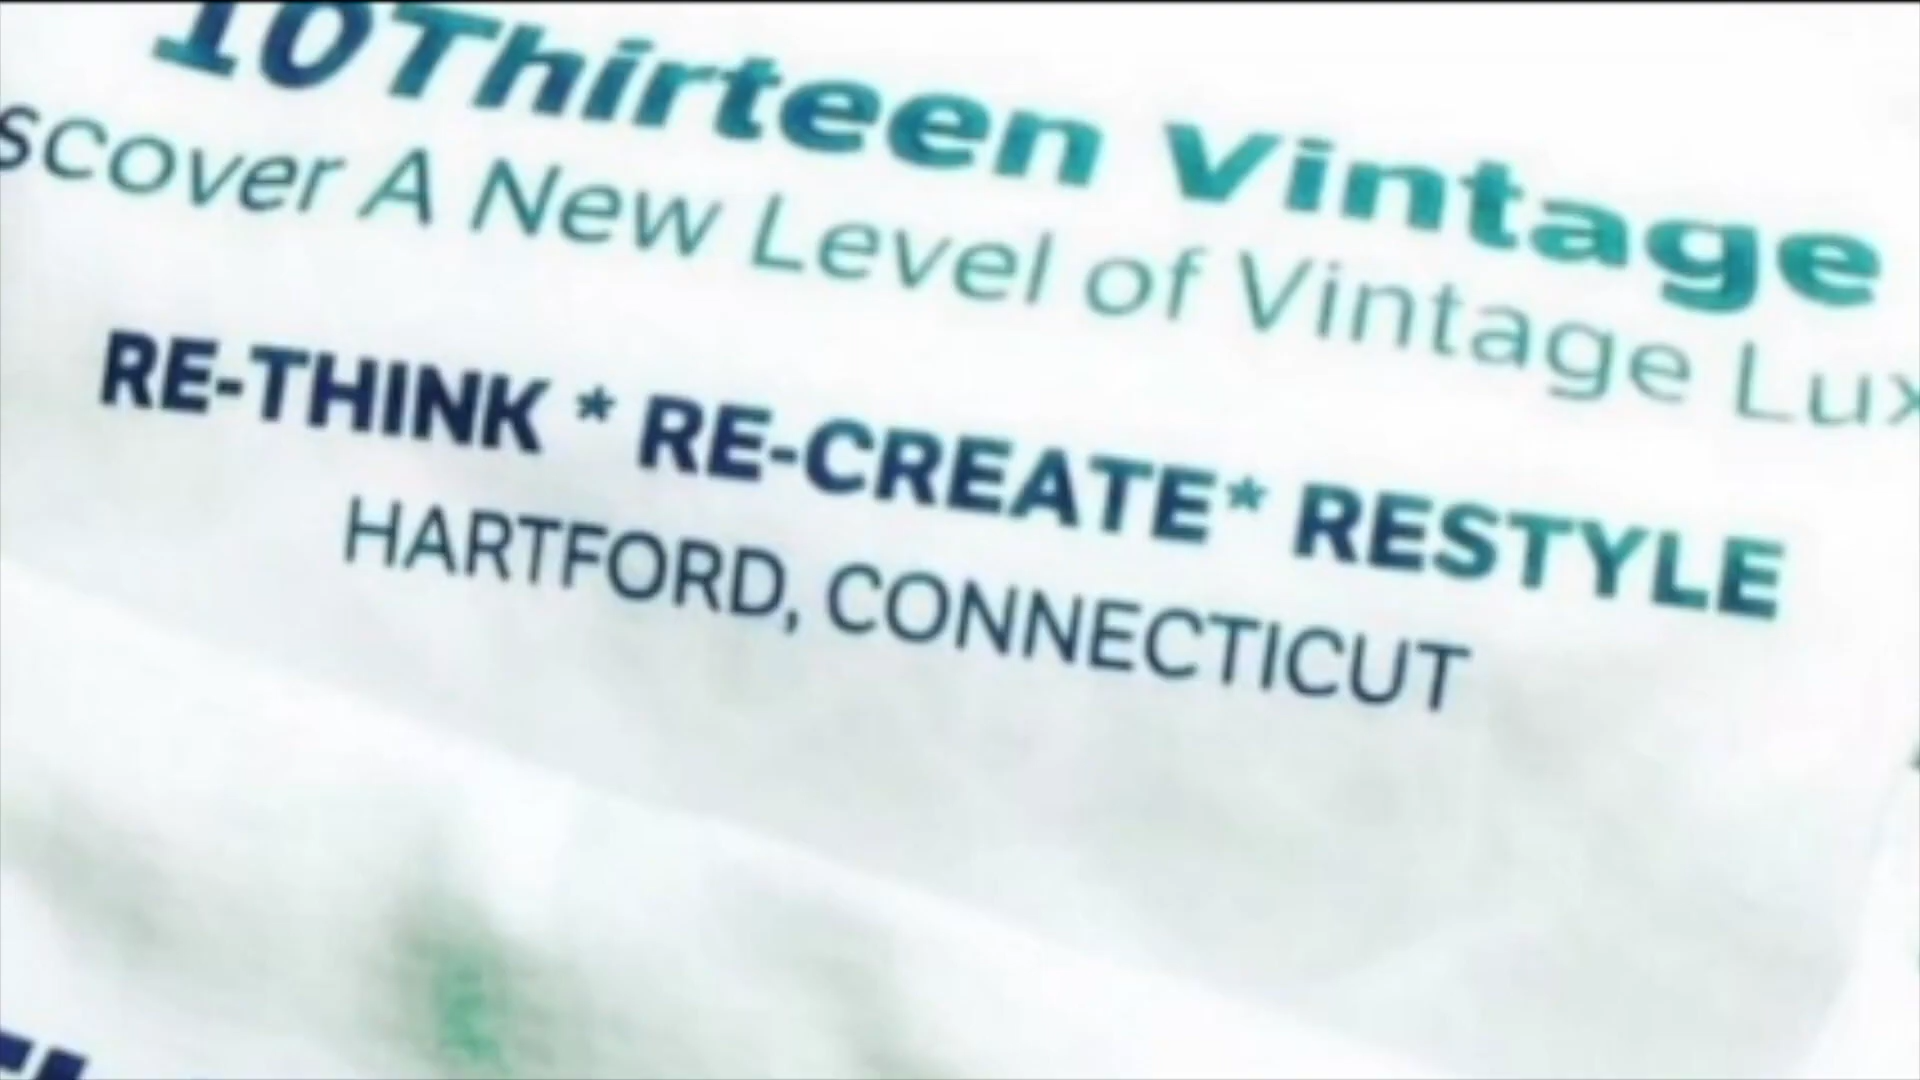 10Thirteen Vintage
scover A New Level of Vintage Lux
RE-THINK * RE-CREATE* RESTYLE
HARTFORD, CONNECTICUT